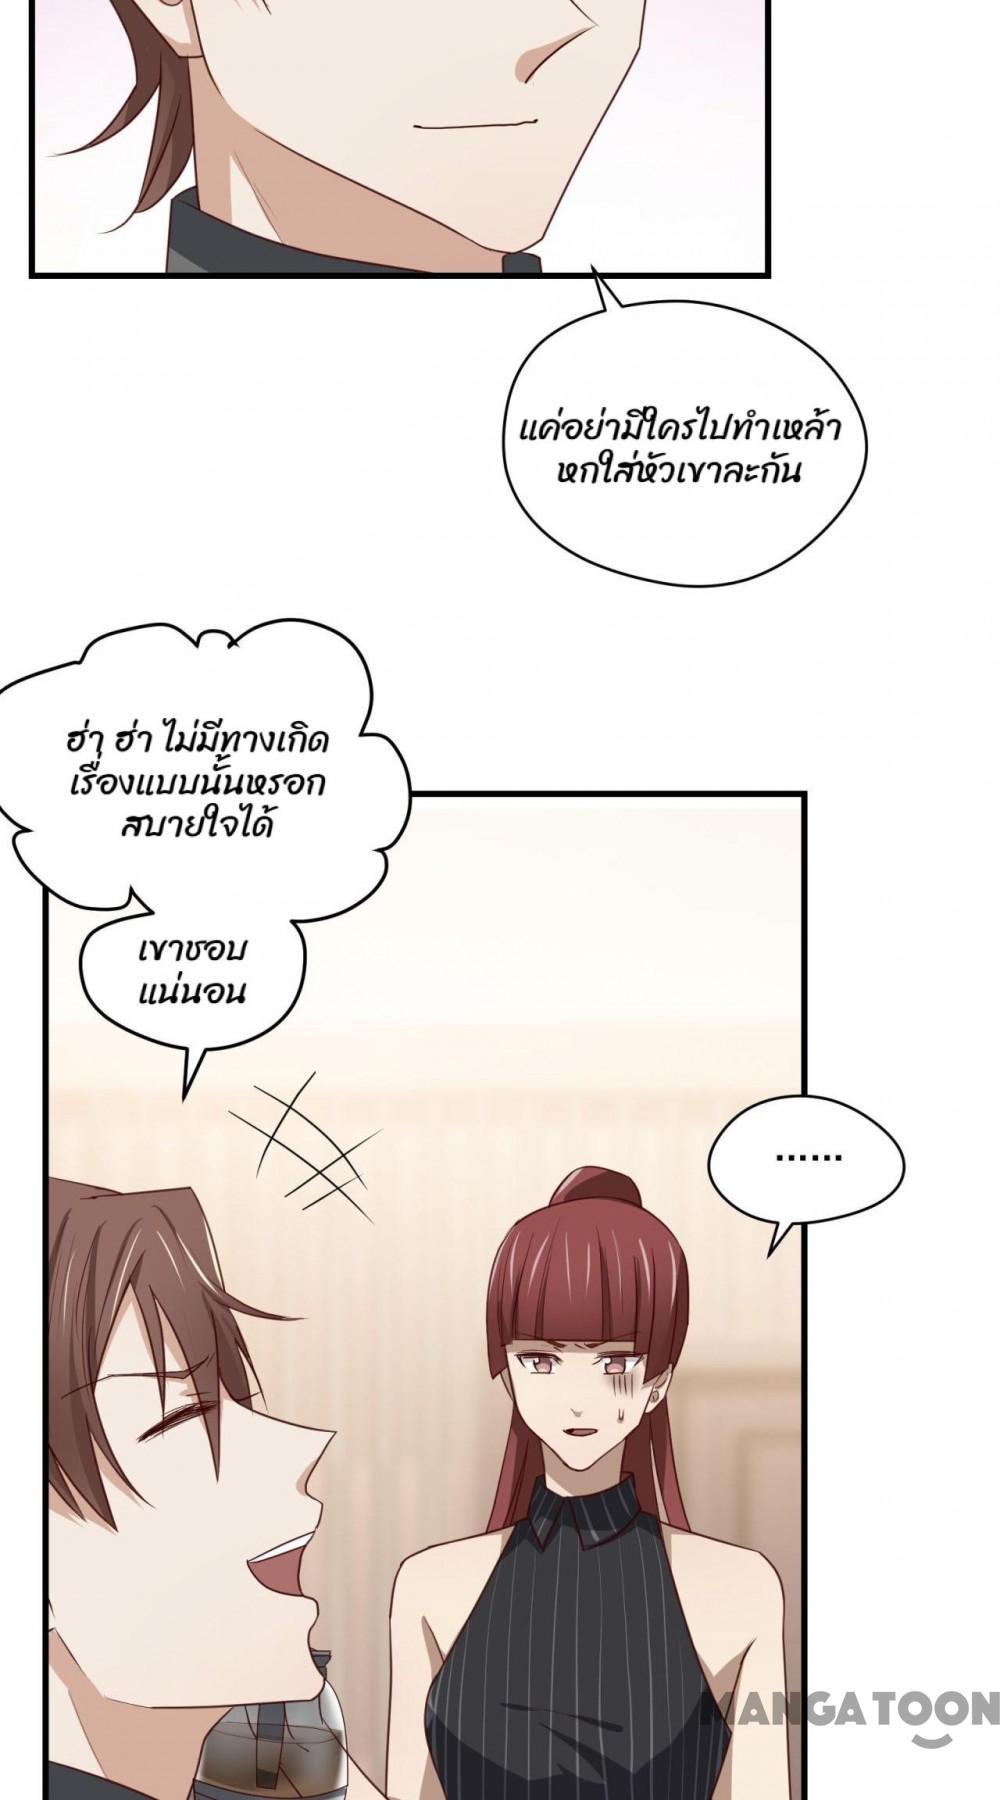 แค่อย่ามีใครไปทำเหล้า
หกใส่หัวเขาละกัน
ฮ่า ฮ่า ไม่มีทางเกิด
เรื่องแบบนั้นหรอก
สบายใจได้
เขาชอบ
แน่นอน
......
MANGATOON